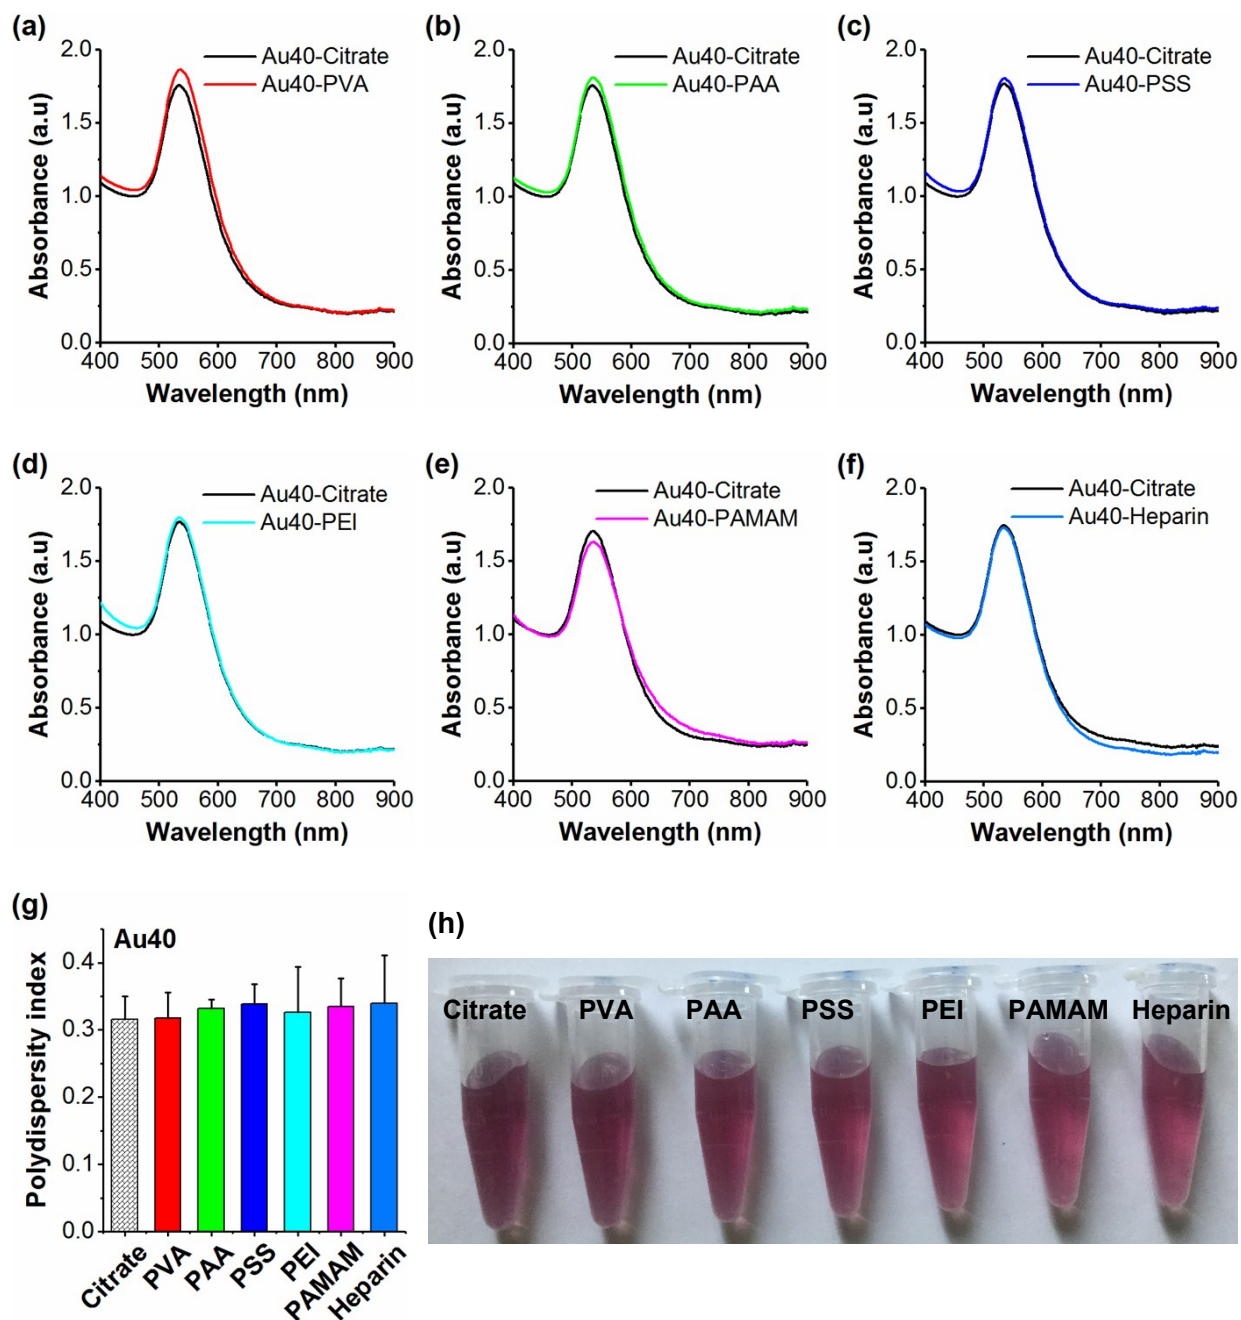 (a)
Au40-Citrate
Au40-PVA
Absorbance (a.u)
2.0
1.5
1.0
0.5
0.0
400 500 600 700 800 900
Wavelength (nm)
(b)
Au40-Citrate
Au40-PAA
Absorbance (a.u)
2.0
1.5
1.0
0.5
0.0
400 500 600 700 800 900
Wavelength (nm)
(c)
Au40-Citrate
Au40-PSS
Absorbance (a.u)
2.0
1.5
1.0
0.5
0.0
400 500 600 700 800 900
Wavelength (nm)
(d)
Au40-Citrate
Au40-PEI
Absorbance (a.u)
2.0
1.5
1.0
0.5
0.0
400 500 600 700 800 900
Wavelength (nm)
(e)
Au40-Citrate
Au40-PAMAM
Absorbance (a.u)
2.0
1.5
1.0
0.5
0.0
400 500 600 700 800 900
Wavelength (nm)
(f)
Au40-Citrate
Au40-Heparin
Absorbance (a.u)
2.0
1.5
1.0
0.5
0.0
400 500 600 700 800 900
Wavelength (nm)
(g)
Au40
Polydispersity index
0.4
0.3
0.2
0.1
0.0
Citrate
PVA
PAA
PSS
PEI
PAMAM
Heparin
(h)
Citrate PVA PAA PSS PEI PAMAM Heparin